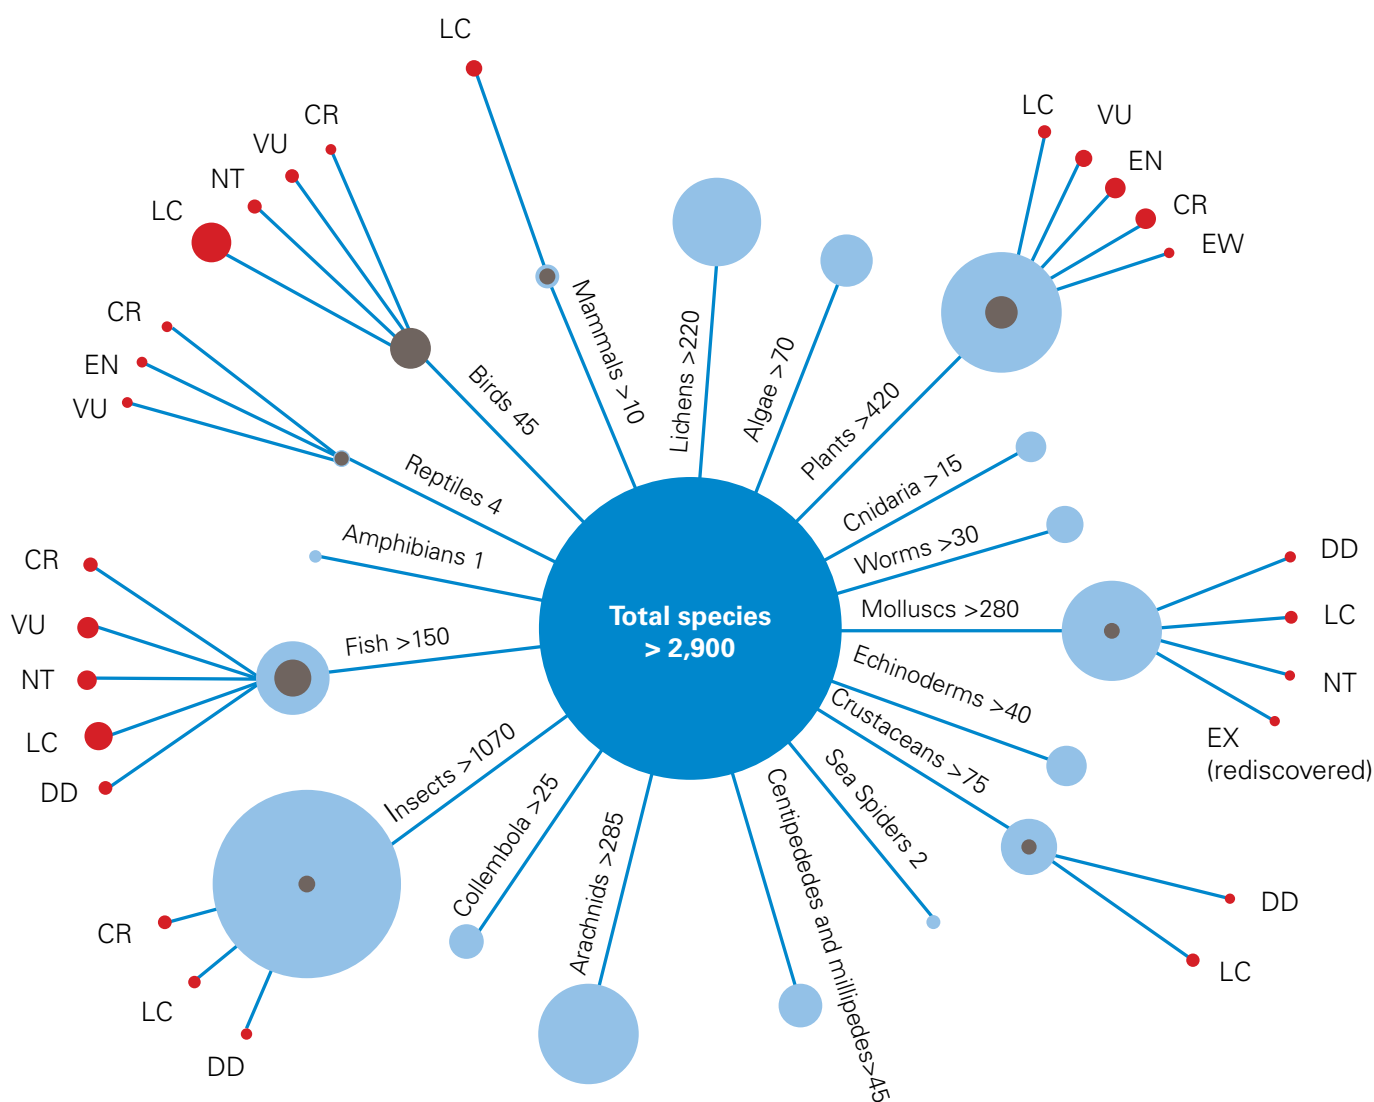 LC
Mammals >10
CR
VU
NT
LC
Birds 45
CR
EN
VU
Reptiles 4
Amphibians 1
CR
VU
NT
LC
DD
Fish >150
Insects >1070
CR
LC
DD
Collembola >25
Arachnids >285
Centipededes and millipedes>45
Sea Spiders 2
Crustaceans >75
DD
LC
Echinoderms >40
Molluscs >280
DD
LC
NT
EX
(rediscovered)
Worms >30
Cnidaria >15
Plants >420
LC
VU
EN
CR
EW
Algae >70
Lichens >220
Total species
> 2,900